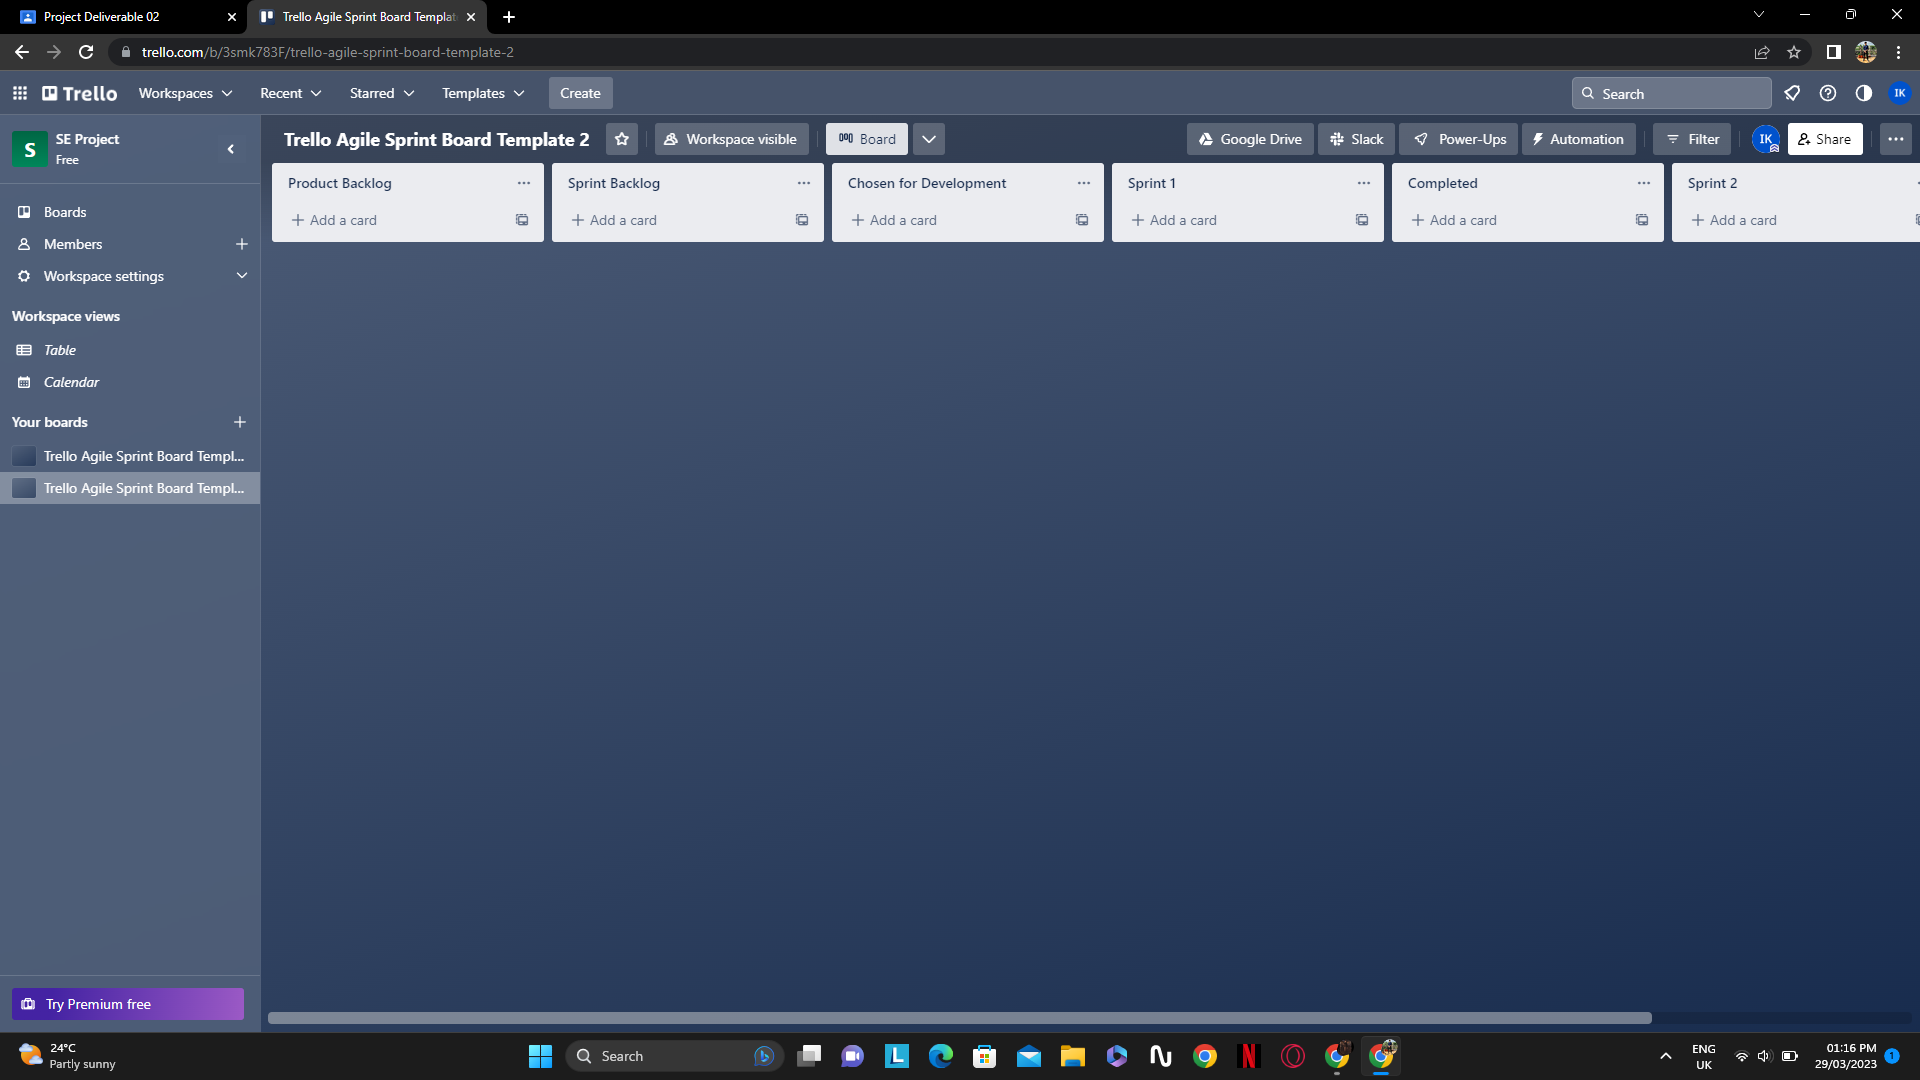 Project Deliverable 02
Trello Agile Sprint Board Template
trello.com/b/3smk783F/trello-agile-sprint-board-template-2
Trello
Workspaces
Recent
Starred
Templates
Create
Search
IK
S
SE Project
Free
Trello Agile Sprint Board Template 2
Workspace visible
Board
Google Drive
Slack
Power-Ups
Automation
Filter
IK
Share
Boards
Members
Workspace settings
Workspace views
Table
Calendar
Your boards
Trello Agile Sprint Board Templ...
Trello Agile Sprint Board Templ...
Try Premium free
Product Backlog
Add a card
Sprint Backlog
Add a card
Chosen for Development
Add a card
Sprint 1
Add a card
Completed
Add a card
Sprint 2
Add a card
24°C
Partly sunny
Search
L
N
ENG
UK
01:16 PM
29/03/2023
1